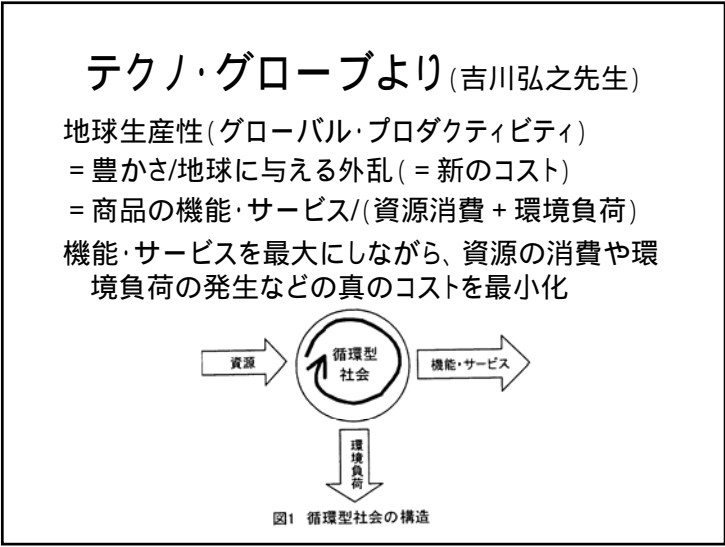 テクノ・グローブより(吉川弘之先生)
地球生産性(グローバル・プロダクティビティ)
=豊かさ/地球に与える外乱(=新のコスト)
=商品の機能・サービス/(資源消費+環境負荷)
機能・サービスを最大にしながら、資源の消費や環
境負荷の発生などの真のコストを最小化
資源
循環型
社会
機能・サービス
環境負荷
図1 循環型社会の構造